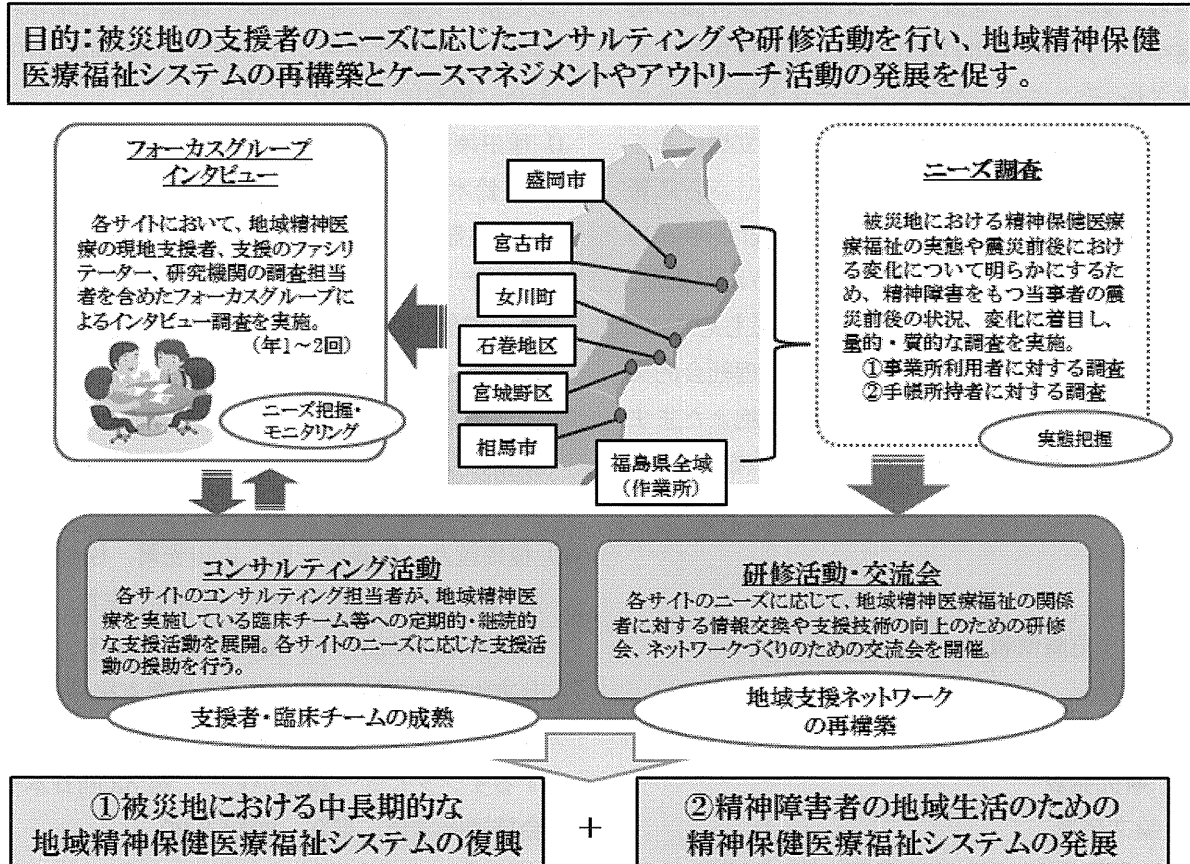 目的：被災地の支援者のニーズに応じたコンサルティングや研修活動を行い、地域精神保健
医療福祉システムの再構築とケースマネジメントやアウトリーチ活動の発展を促す。
フォーカスグループ
インタビュー
各サイトにおいて、地域精神医
療の現地支援者、支援のファシリ
テーター、研究機関の調査担当
者を含めたフォーカスグループに
よるインタビュー調査を実施。
（年1～2回）
ニーズ把握・
モニタリング
盛岡市
宮古市
女川町
石巻地区
宮城野区
相馬市
福島県全域
（作業所）
ニーズ調査
被災地における精神保健医療
療福祉の実態や震災前後におけ
る変化について明らかにするた
め、精神障害をもつ当事者の震
災前後の状況、変化に着目し、
量的・質的な調査を実施。
①事業所利用者に対する調査
②手帳所持者に対する調査
実態把握
コンサルティング活動
各サイトのコンサルティング担当者が、地域精神医
療を実施している臨床チーム等への定期的・継続的
な支援活動を展開。各サイトのニーズに応じた支援活
動の援助を行う。
支援者・臨床チームの成熟
研修活動・交流会
各サイトのニーズに応じて、地域精神医療福祉の関係
者に対する情報交換や支援技術の向上のための研修
会、ネットワークづくりのための交流会を開催。
地域支援ネットワーク
の再構築
①被災地における中長期的な
地域精神保健医療福祉システムの復興
＋
②精神障害者の地域生活のための
精神保健医療福祉システムの発展